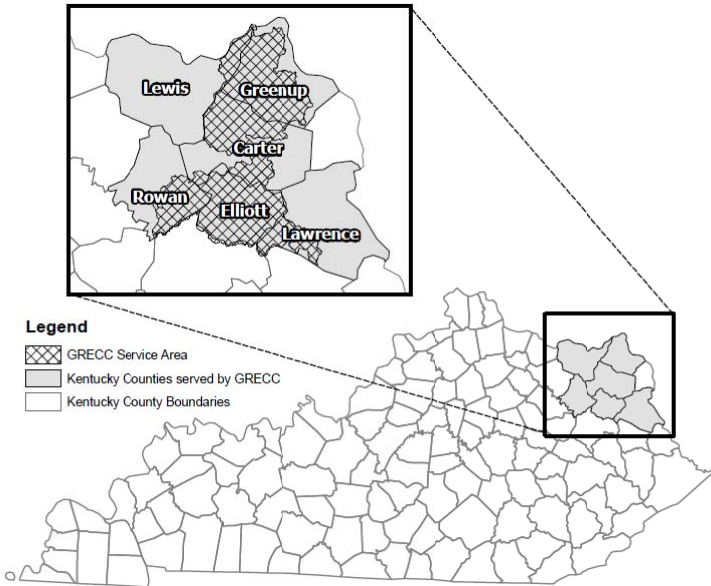 Lewis
Greenup
Carter
Rowan
Elliott
Lawrence
Legend
GRECC Service Area
Kentucky Counties served by GRECC
Kentucky County Boundaries